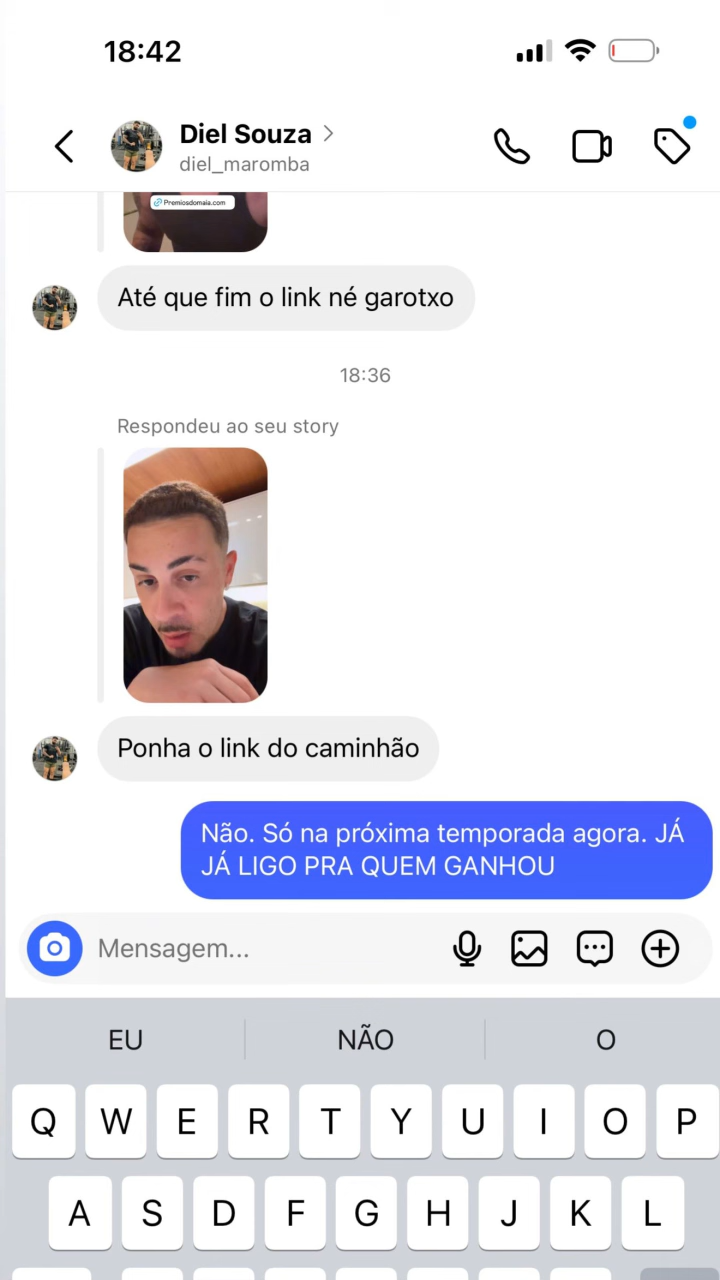 18:42
Diel Souza
diel_maromba
Premiosdomaia.com
Até que fim o link né garotxo
18:36
Respondeu ao seu story
Ponha o link do caminhão
Não. Só na próxima temporada agora. JÁ
JÁ LIGO PRA QUEM GANHOU
Mensagem...
EU NÃO O
Q W E R T Y U I O P
A S D F G H J K L